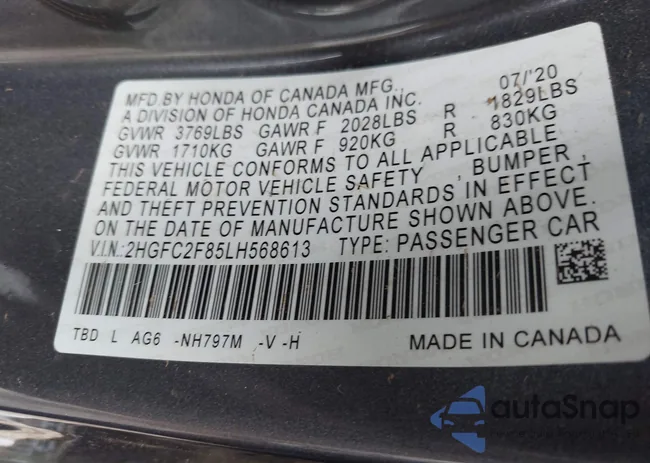 MFD.BY HONDA OF CANADA MFG., 07/'20
A DIVISION OF HONDA CANADA INC.
GVWR 3769LBS GAWR F 2028LBS R 1829LBS
GVWR 1710KG GAWR F 920KG R 830KG
THIS VEHICLE CONFORMS TO ALL APPLICABLE
FEDERAL MOTOR VEHICLE SAFETY, BUMPER,
AND THEFT PREVENTION STANDARDS IN EFFECT
ON THE DATE OF MANUFACTURE SHOWN ABOVE.
V.I.N.:2HGFC2F85LH568613 TYPE: PASSENGER CAR
TBD L AG6 -NH797M -V -H MADE IN CANADA
autoSnap